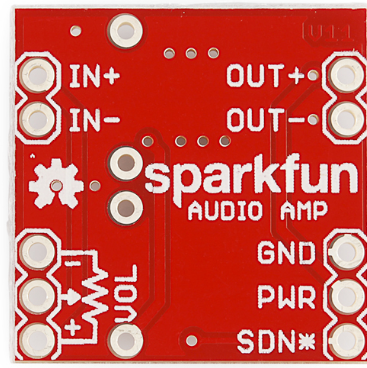 IN+ OUT+
IN- OUT-
sparkfun
AUDIO AMP
GND
PWR
SDN*
VOL
- +